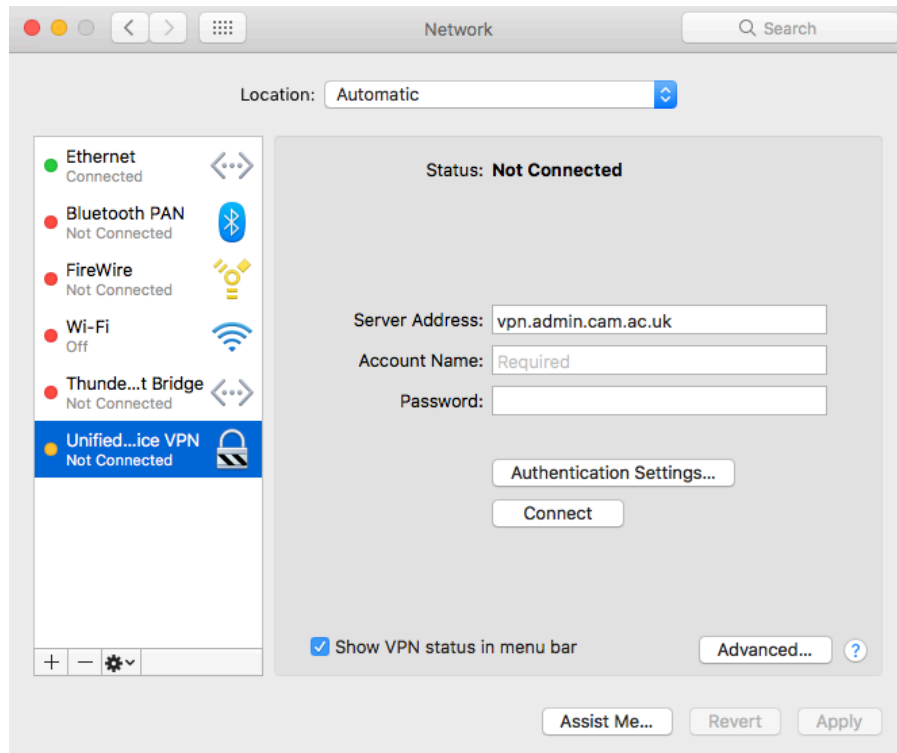 Network
Search
Location: Automatic
Ethernet
Connected
Bluetooth PAN
Not Connected
FireWire
Not Connected
Wi-Fi
Off
Thunde...t Bridge
Not Connected
Unified...ice VPN
Not Connected
Status: Not Connected
Server Address: vpn.admin.cam.ac.uk
Account Name: Required
Password:
Authentication Settings...
Connect
Show VPN status in menu bar
Advanced... ?
Assist Me... Revert Apply